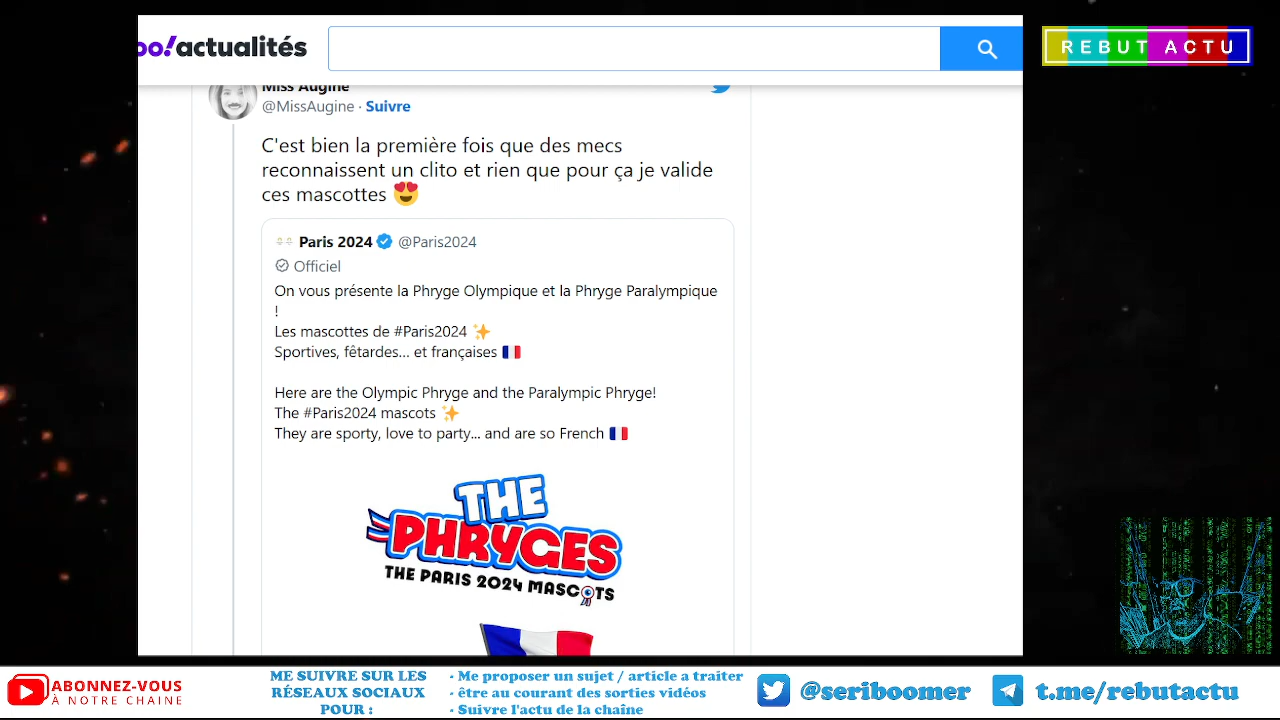 oo!actualités
REBUT ACTU
Miss Augine
@MissAugine · Suivre
C'est bien la première fois que des mecs
reconnaissent un clito et rien que pour ça je valide
ces mascottes 😍
Paris 2024 @Paris2024
Officiel
On vous présente la Phryge Olympique et la Phryge Paralympique
!
Les mascottes de #Paris2024 ✨
Sportives, fêtardes... et françaises 🇫🇷
Here are the Olympic Phryge and the Paralympic Phryge!
The #Paris2024 mascots ✨
They are sporty, love to party... and are so French 🇫🇷
THE
PHRYGES
THE PARIS 2024 MASCOTS
ABONNEZ-VOUS
À NOTRE CHAINE
ME SUIVRE SUR LES
RÉSEAUX SOCIAUX
POUR :
- Me proposer un sujet / article a traiter
- être au courant des sorties vidéos
- Suivre l'actu de la chaîne
@seriboomer
t.me/rebutactu